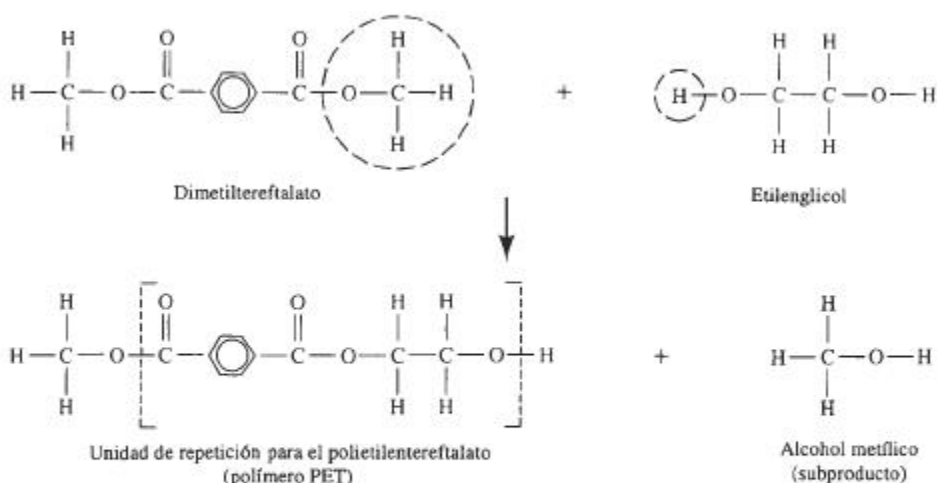 H H
O O H H H
H — C — O — C — C — O — C — H + H — O — C — C — O — H
H H H H
Dimetiltereftalato Etilenglicol
H O O H H H
H — C — O — C — C — O — C — C — O — H + H — C — O — H
H H H H
Unidad de repetición para el polietilentereftalato Alcohol metílico
(polímero PET) (subproducto)